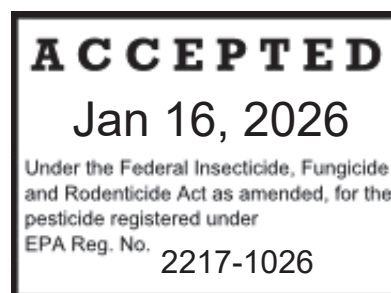 ACCEPTED
Jan 16, 2026
Under the Federal Insecticide, Fungicide
and Rodenticide Act as amended, for the
pesticide registered under
EPA Reg. No.
2217-1026